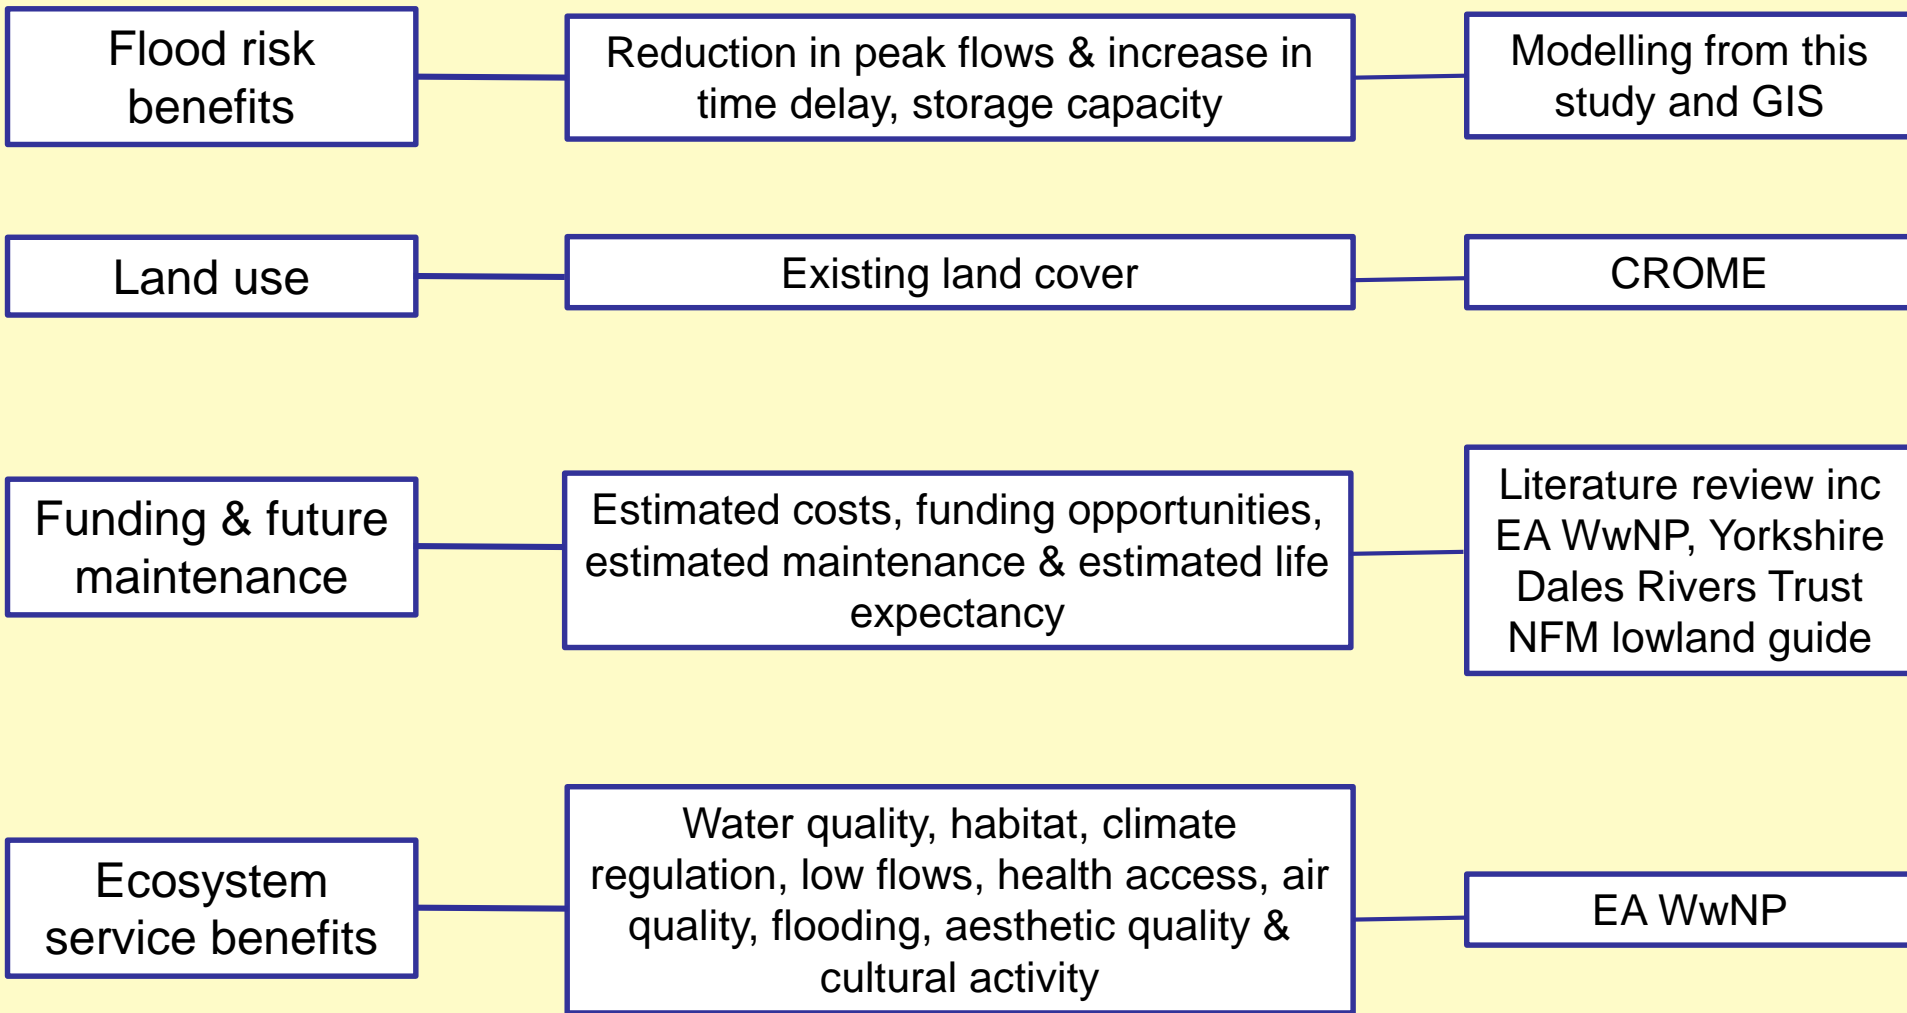 Flood risk
benefits
Reduction in peak flows & increase in
time delay, storage capacity
Modelling from this
study and GIS
Land use
Existing land cover
CROME
Funding & future
maintenance
Estimated costs, funding opportunities,
estimated maintenance & estimated life
expectancy
Literature review inc
EA WwNP, Yorkshire
Dales Rivers Trust
NFM lowland guide
Ecosystem
service benefits
Water quality, habitat, climate
regulation, low flows, health access, air
quality, flooding, aesthetic quality &
cultural activity
EA WwNP